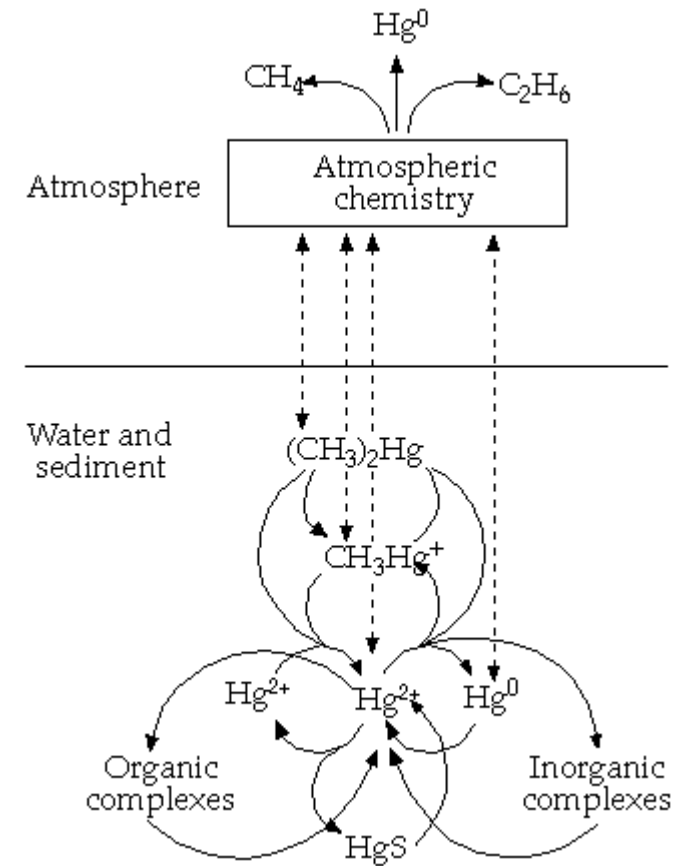 Hg⁰
CH₄
C₂H₆
Atmosphere
Atmospheric
chemistry
Water and
sediment
(CH₃)₂Hg
CH₃Hg⁺
Hg²⁺
Hg²⁺
Hg⁰
Organic
complexes
Inorganic
complexes
HgS